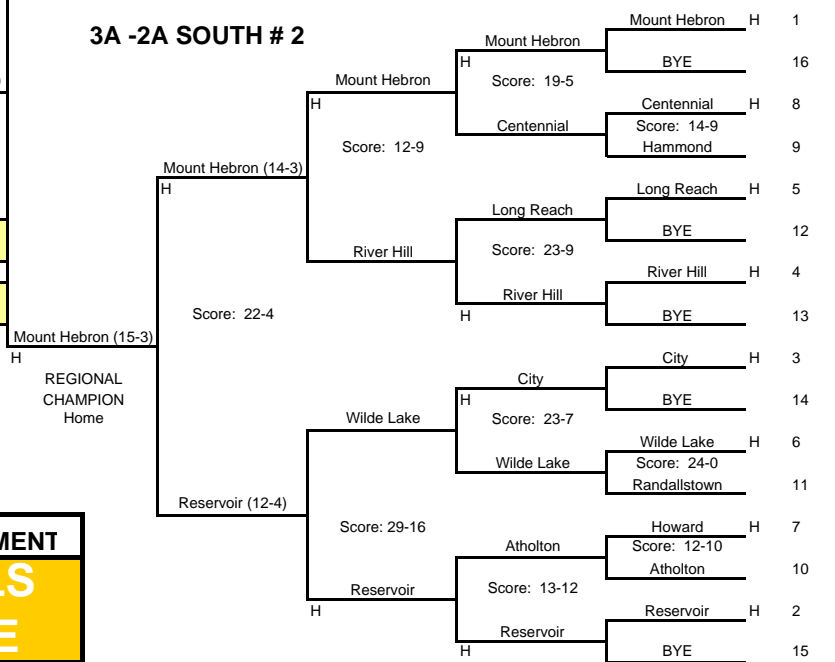 3A -2A SOUTH # 2
Mount Hebron H 1
Mount Hebron
H
BYE 16
Score: 19-5
Mount Hebron
H
Centennial H 8
Centennial
Score: 14-9
Hammond 9
Score: 12-9
Mount Hebron (14-3)
H
Long Reach H 5
Long Reach
BYE 12
River Hill
Score: 23-9
River Hill H 4
River Hill
H
BYE 13
Score: 22-4
Mount Hebron (15-3)
H
REGIONAL
CHAMPION
Home
City H 3
City
H
BYE 14
Wilde Lake
Score: 23-7
Wilde Lake H 6
Wilde Lake
Score: 24-0
Randallstown 11
Reservoir (12-4)
Score: 29-16
Howard H 7
Atholton
Score: 12-10
Atholton 10
Reservoir
H
Score: 13-12
Reservoir H 2
Reservoir
H
BYE 15
MENT
LS
E